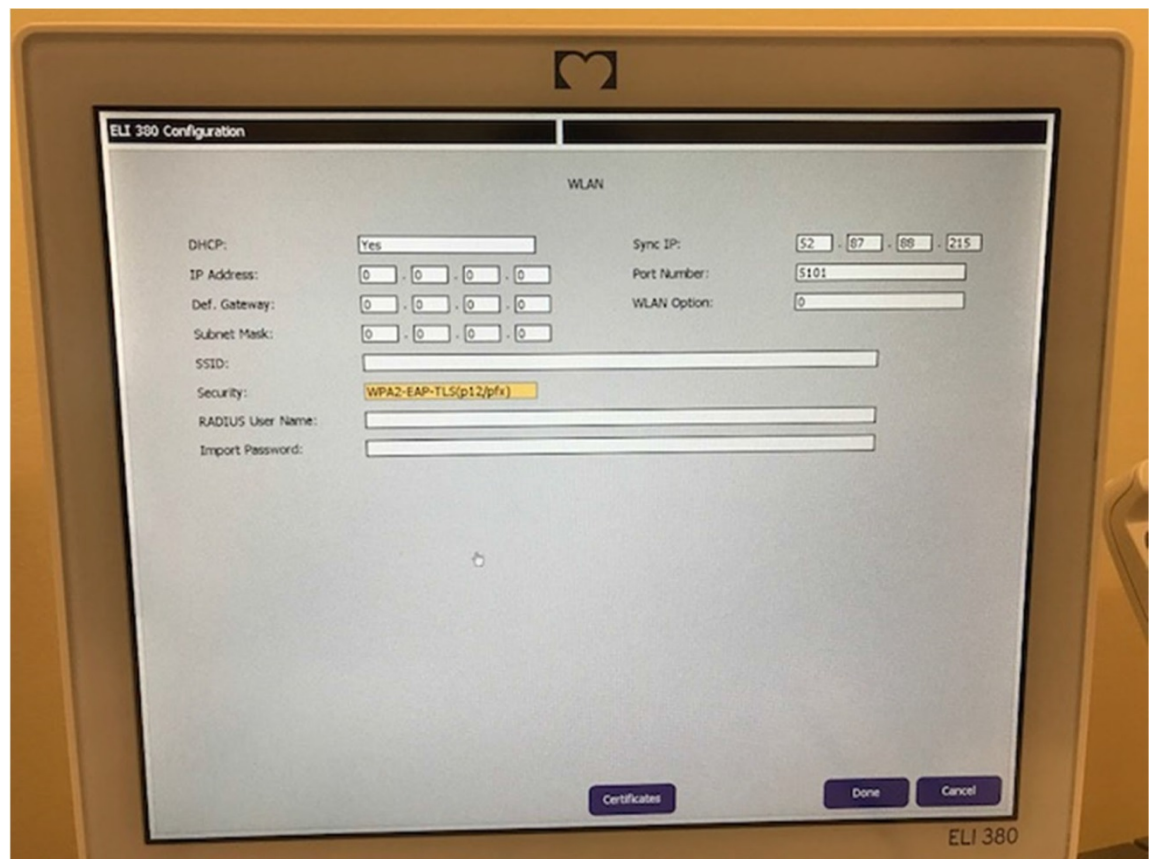 ELI 380 Configuration
WLAN
DHCP: Yes
IP Address: 0 . 0 . 0 . 0
Def. Gateway: 0 . 0 . 0 . 0
Subnet Mask: 0 . 0 . 0 . 0
SSID:
Security: WPA2-EAP-TLS(p12/pfx)
RADIUS User Name:
Import Password:
Sync IP: 52 . 87 . 88 . 215
Port Number: 5101
WLAN Option: 0
Certificates
Done
Cancel
ELI 380